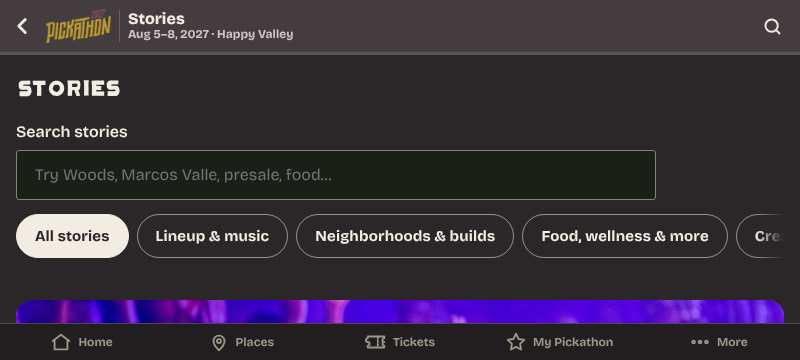 PICKATHON
Stories
Aug 5–8, 2027 · Happy Valley
STORIES
Search stories
Try Woods, Marcos Valle, presale, food...
All stories
Lineup & music
Neighborhoods & builds
Food, wellness & more
Home
Places
Tickets
My Pickathon
More